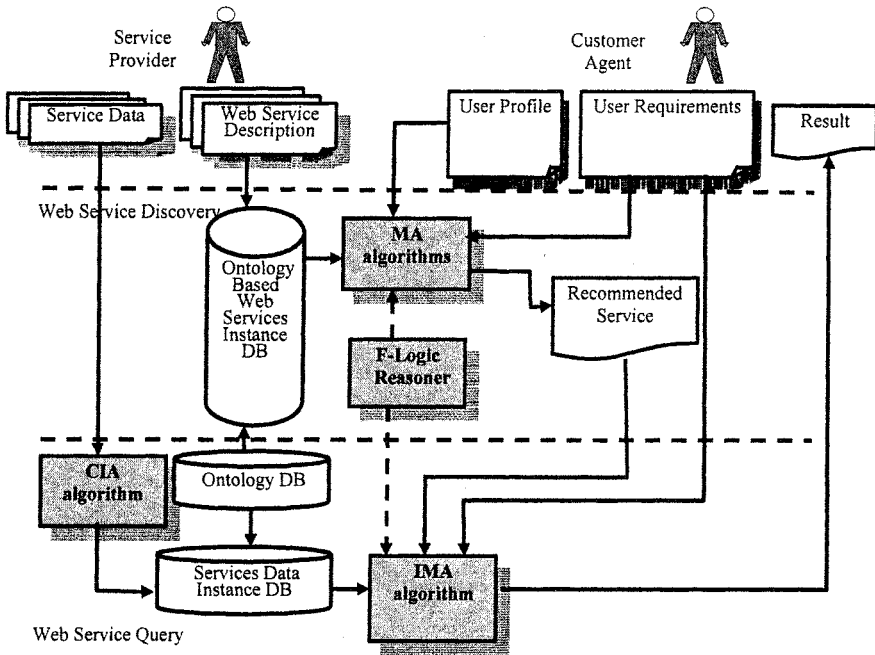 Service
Provider
Customer
Agent
Service Data
Web Service
Description
User Profile
User Requirements
Result
Web Service Discovery
MA
algorithms
Ontology
Based
Web
Services
Instance
DB
Recommended
Service
F-Logic
Reasoner
CIA
algorithm
Ontology DB
Services Data
Instance DB
IMA
algorithm
Web Service Query